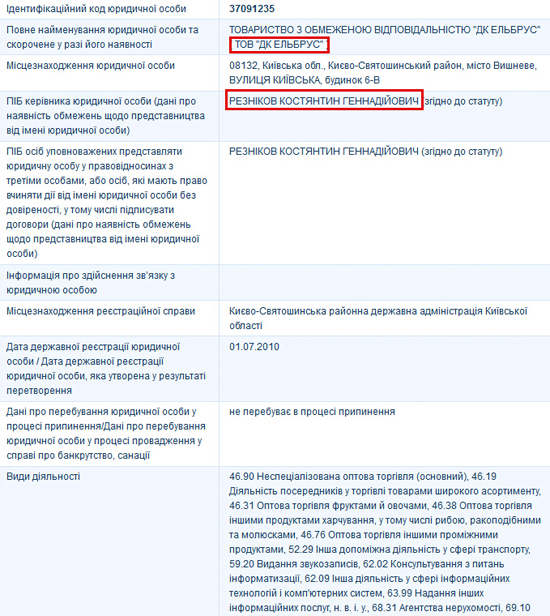 Ідентифікаційний код юридичної особи
37091235
Повне найменування юридичної особи та
скорочене у разі його наявності
ТОВАРИСТВО З ОБМЕЖЕНОЮ ВІДПОВІДАЛЬНІСТЮ "ДК ЕЛЬБРУС"
ТОВ "ДК ЕЛЬБРУС"
Місцезнаходження юридичної особи
08132, Київська обл., Києво-Святошинський район, місто Вишневе,
ВУЛИЦЯ КИЇВСЬКА, будинок 6-В
ПІБ керівника юридичної особи (дані про
наявність обмежень щодо представництва
від імені юридичної особи)
РЕЗНІКОВ КОСТЯНТИН ГЕННАДІЙОВИЧ (згідно до статуту)
ПІБ осіб уповноважених представляти
юридичну особу у правовідносинах з
третіми особами, або осіб, які мають право
вчиняти дії від імені юридичної особи без
довіреності, у тому числі підписувати
договори (дані про наявність обмежень
щодо представництва від імені юридичної
особи)
РЕЗНІКОВ КОСТЯНТИН ГЕННАДІЙОВИЧ (згідно до статуту)
Інформація про здійснення зв'язку з
юридичною особою
Місцезнаходження реєстраційної справи
Києво-Святошинська районна державна адміністрація Київської
області
Дата державної реєстрації юридичної
особи / Дата державної реєстрації
юридичної особи, яка утворена у результаті
перетворення
01.07.2010
Дані про перебування юридичної особи у
процесі припинення/Дані про перебування
юридичної особи у процесі провадження у
справі про банкрутство, санації
не перебуває в процесі припинення
Види діяльності
46.90 Неспеціалізована оптова торгівля (основний), 46.19
Діяльність посередників у торгівлі товарами широкого асортименту,
46.31 Оптова торгівля фруктами й овочами, 46.38 Оптова торгівля
іншими продуктами харчування, у тому числі рибою, ракоподібними
та молюсками, 46.76 Оптова торгівля іншими проміжними
продуктами, 52.29 Інша допоміжна діяльність у сфері транспорту,
59.20 Видання звукозаписів, 62.02 Консультування з питань
інформатизації, 62.09 Інша діяльність у сфері інформаційних
технологій і комп'ютерних систем, 63.99 Надання інших
інформаційних послуг, н. в. і. у., 68.31 Агентства нерухомості, 69.10